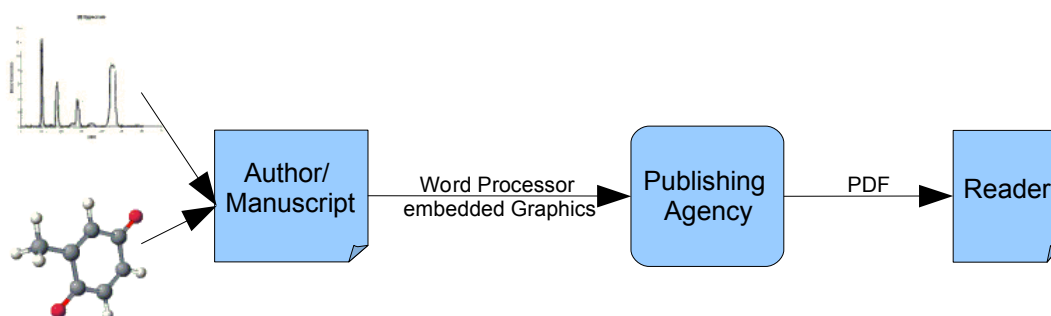 Author/
Manuscript
Word Processor
embedded Graphics
Publishing
Agency
PDF
Reader